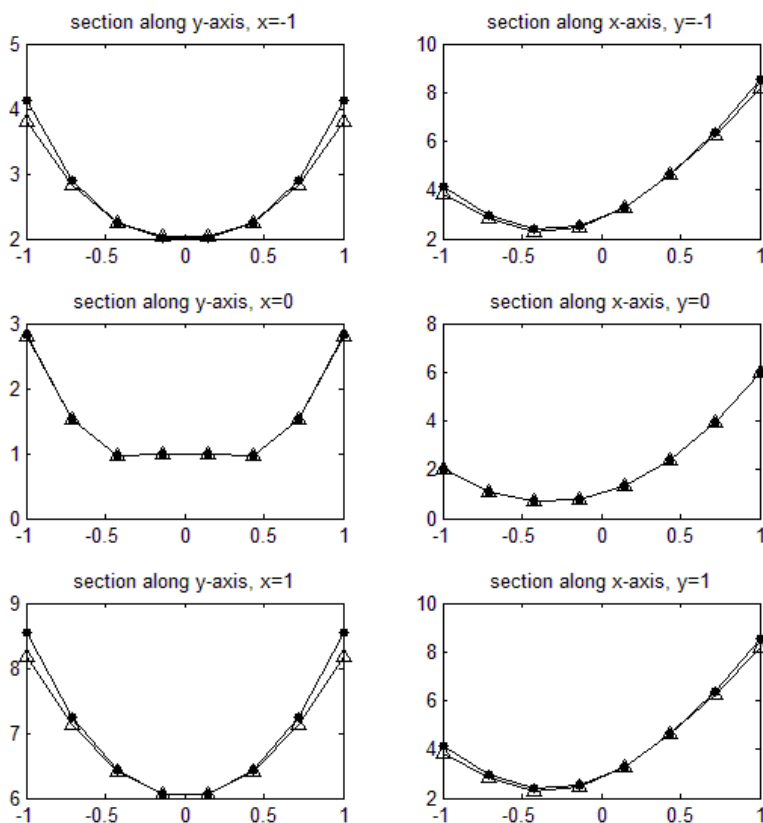 section along y-axis, x=-1
5
4
3
2
-1 -0.5 0 0.5 1
section along x-axis, y=-1
10
8
6
4
2
-1 -0.5 0 0.5 1
section along y-axis, x=0
3
2
1
0
-1 -0.5 0 0.5 1
section along x-axis, y=0
8
6
4
2
0
-1 -0.5 0 0.5 1
section along y-axis, x=1
9
8
7
6
-1 -0.5 0 0.5 1
section along x-axis, y=1
10
8
6
4
2
-1 -0.5 0 0.5 1